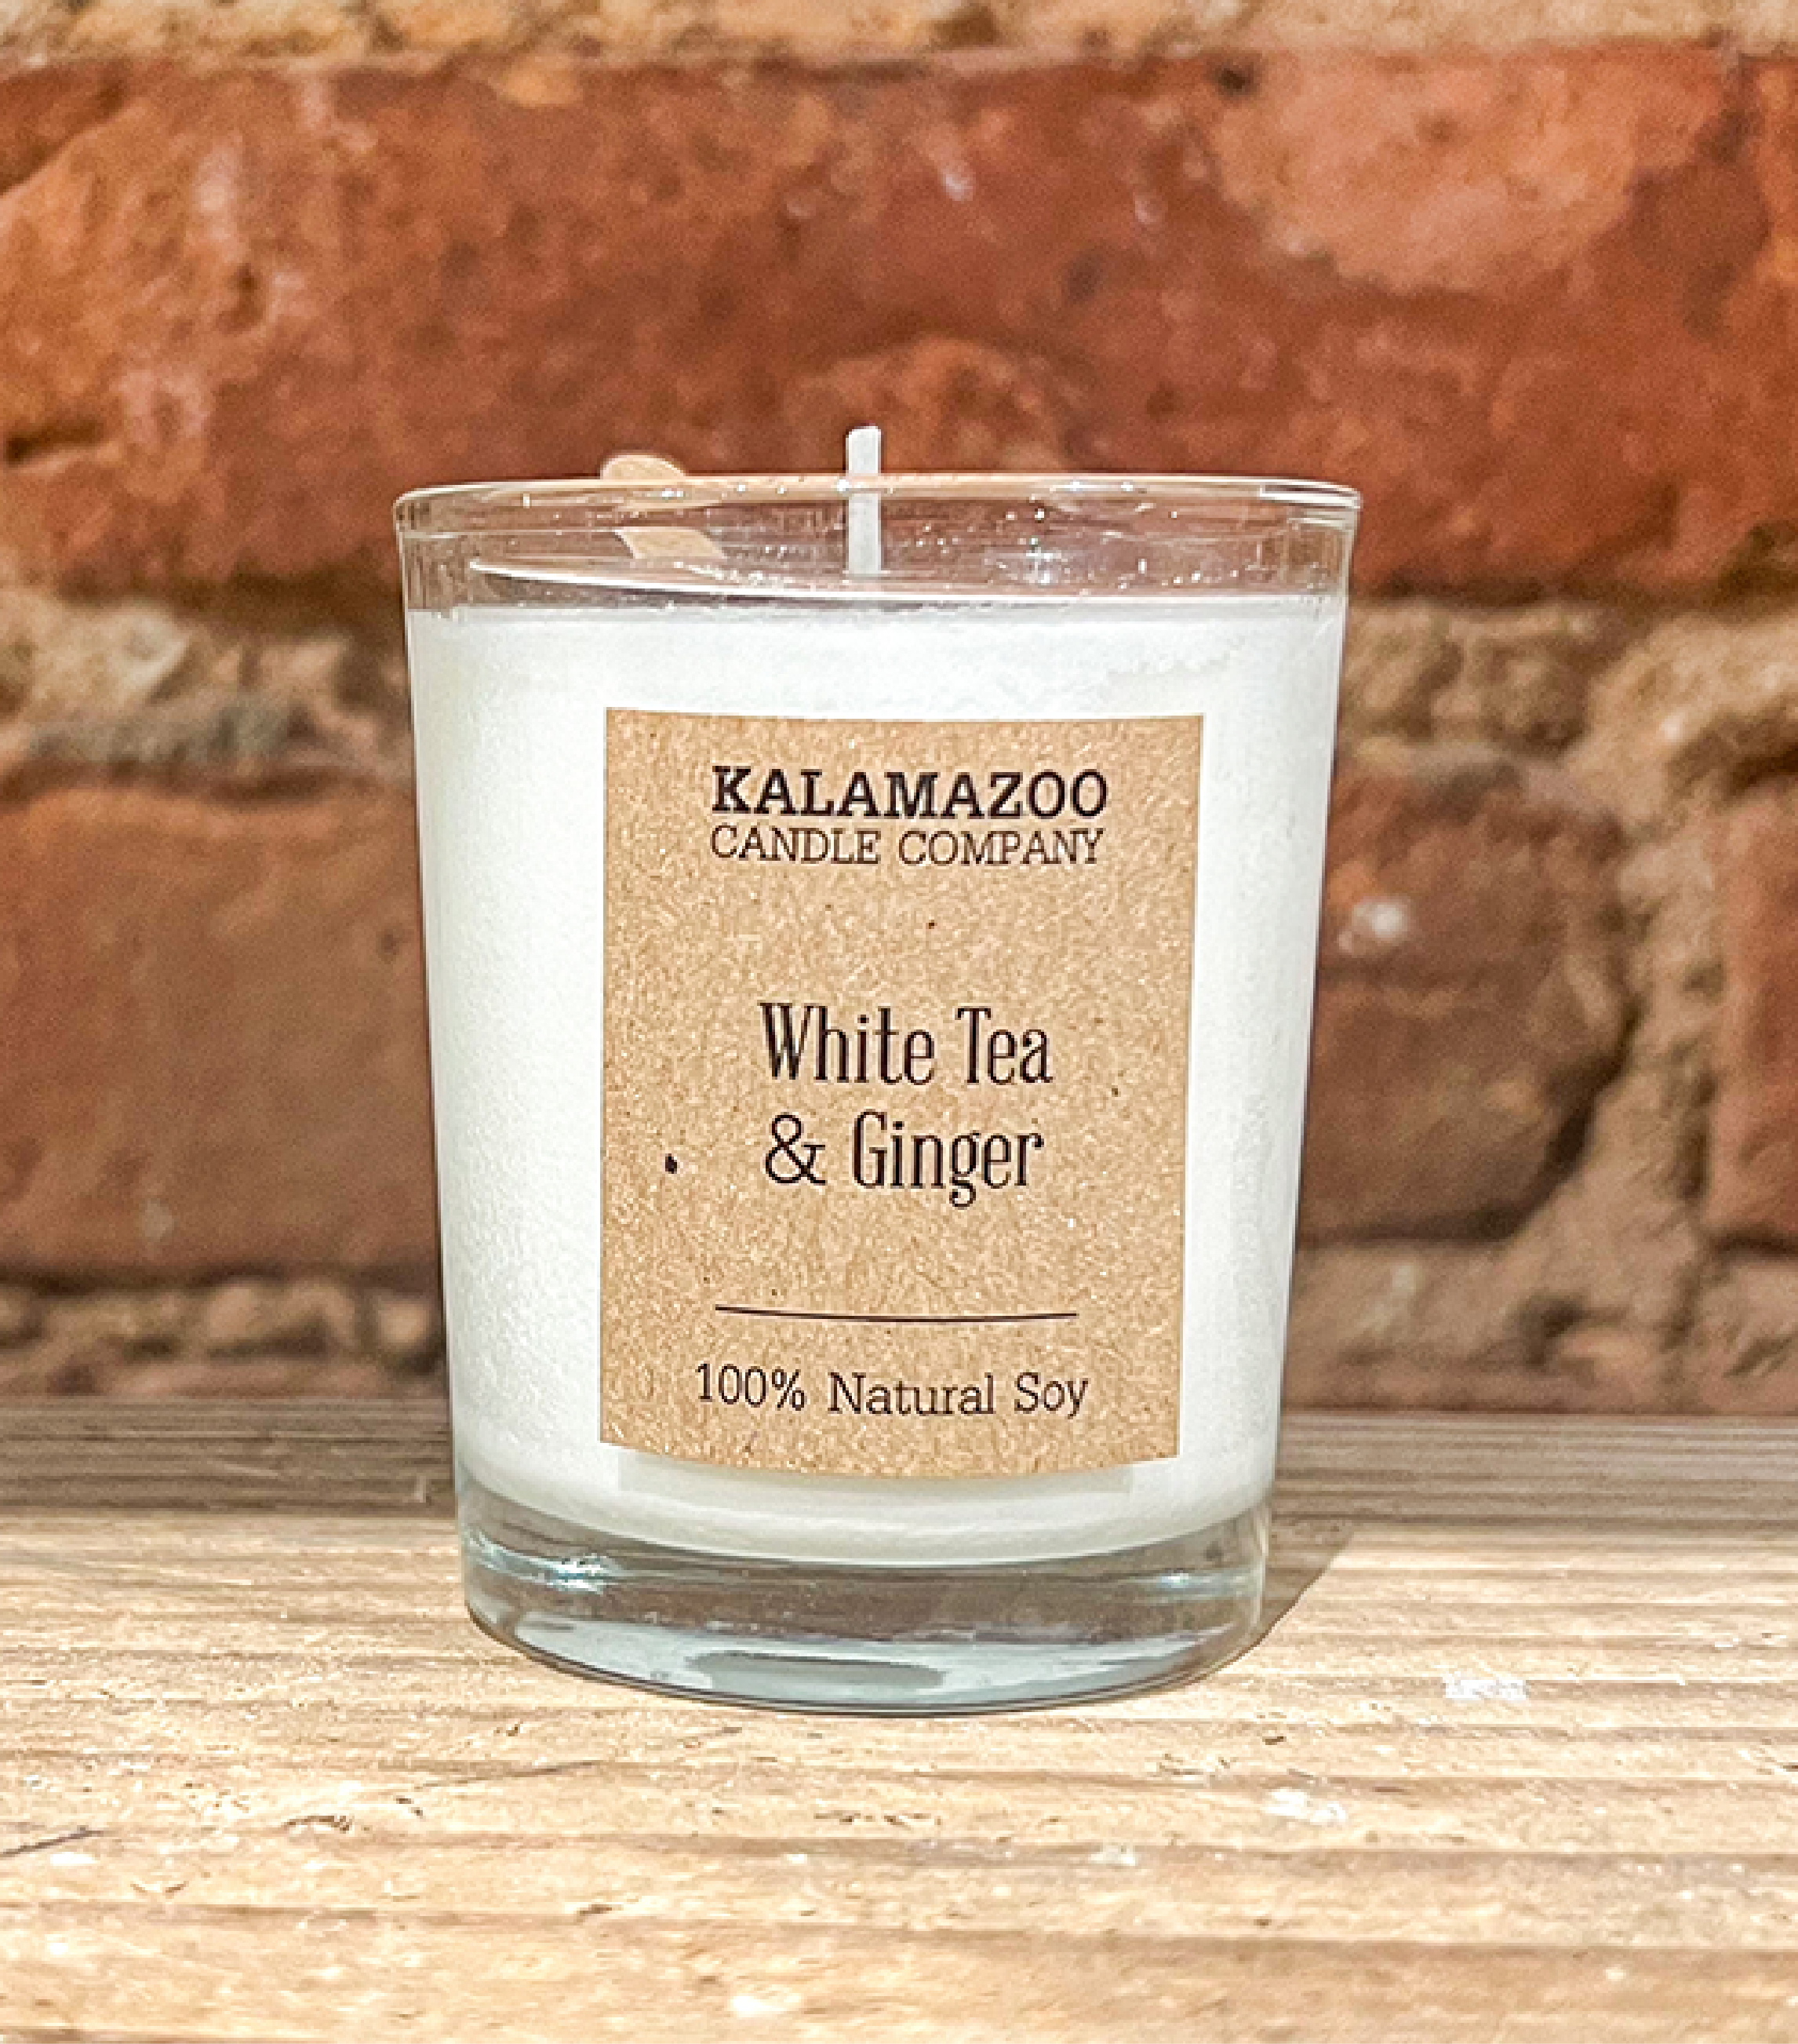 KALAMAZOO
CANDLE COMPANY
White Tea
& Ginger
100% Natural Soy